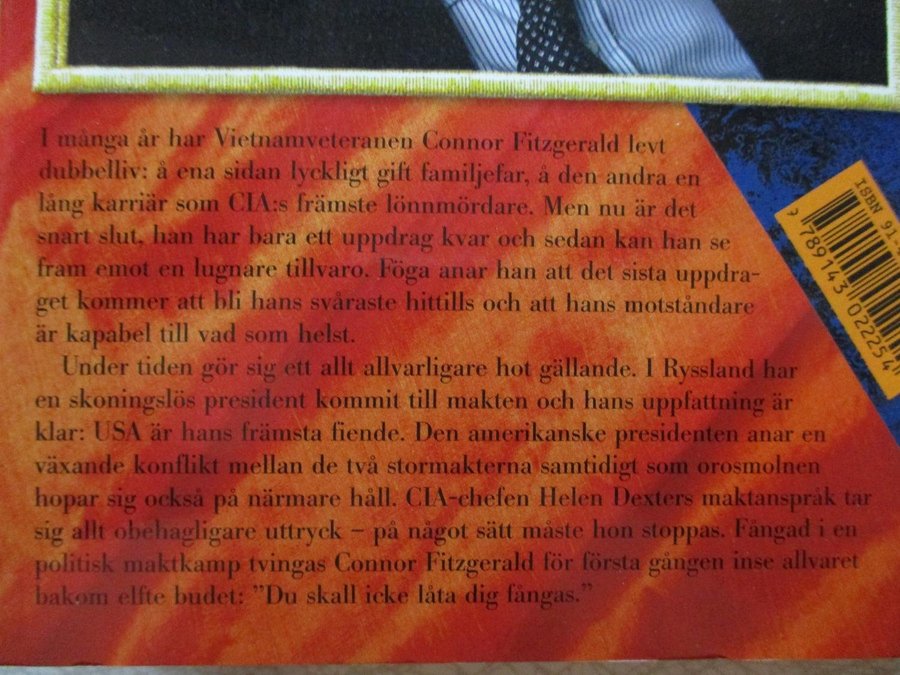 I många år har Vietnamveteranen Connor Fitzgerald levt
dubbelliv: å ena sidan lyckligt gift familjefar, å den andra en
lång karriär som CIA:s främste lönnmördare. Men nu är det
snart slut, han har bara ett uppdrag kvar och sedan kan han se
fram emot en lugnare tillvaro. Föga anar han att det sista uppdra-
get kommer att bli hans svåraste hittills och att hans motståndare
är kapabel till vad som helst.
Under tiden gör sig ett allt allvarligare hot gällande. I Ryssland har
en skoningslös president kommit till makten och hans uppfattning är
klar: USA är hans främsta fiende. Den amerikanske presidenten anar en
växande konflikt mellan de två stormakterna samtidigt som orosmolnen
hopar sig också på närmare håll. CIA-chefen Helen Dexters maktanspråk tar
sig allt obehagligare uttryck – på något sätt måste hon stoppas. Fångad i en
politisk maktkamp tvingas Connor Fitzgerald för första gången inse allvaret
bakom elfte budet: ”Du skall icke låta dig fångas.”
ISBN 91-
9 789143 022254